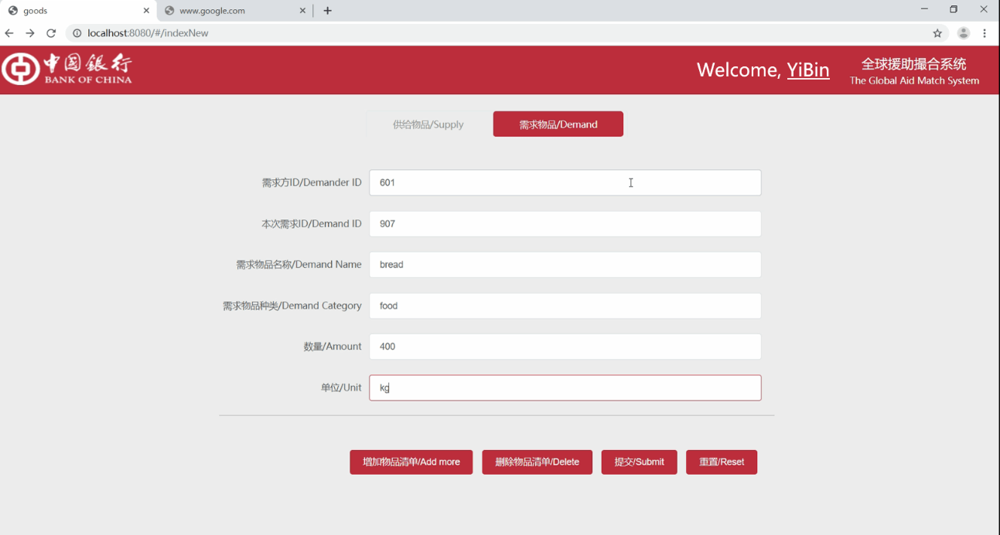 goods
www.google.com
localhost:8080/#/indexNew
中国銀行
BANK OF CHINA
Welcome, YiBin
全球援助撮合系统
The Global Aid Match System
供给物品/Supply
需求物品/Demand
需求方ID/Demander ID
601
本次需求ID/Demand ID
907
需求物品名称/Demand Name
bread
需求物品种类/Demand Category
food
数量/Amount
400
单位/Unit
kg
增加物品清单/Add more
删除物品清单/Delete
提交/Submit
重置/Reset